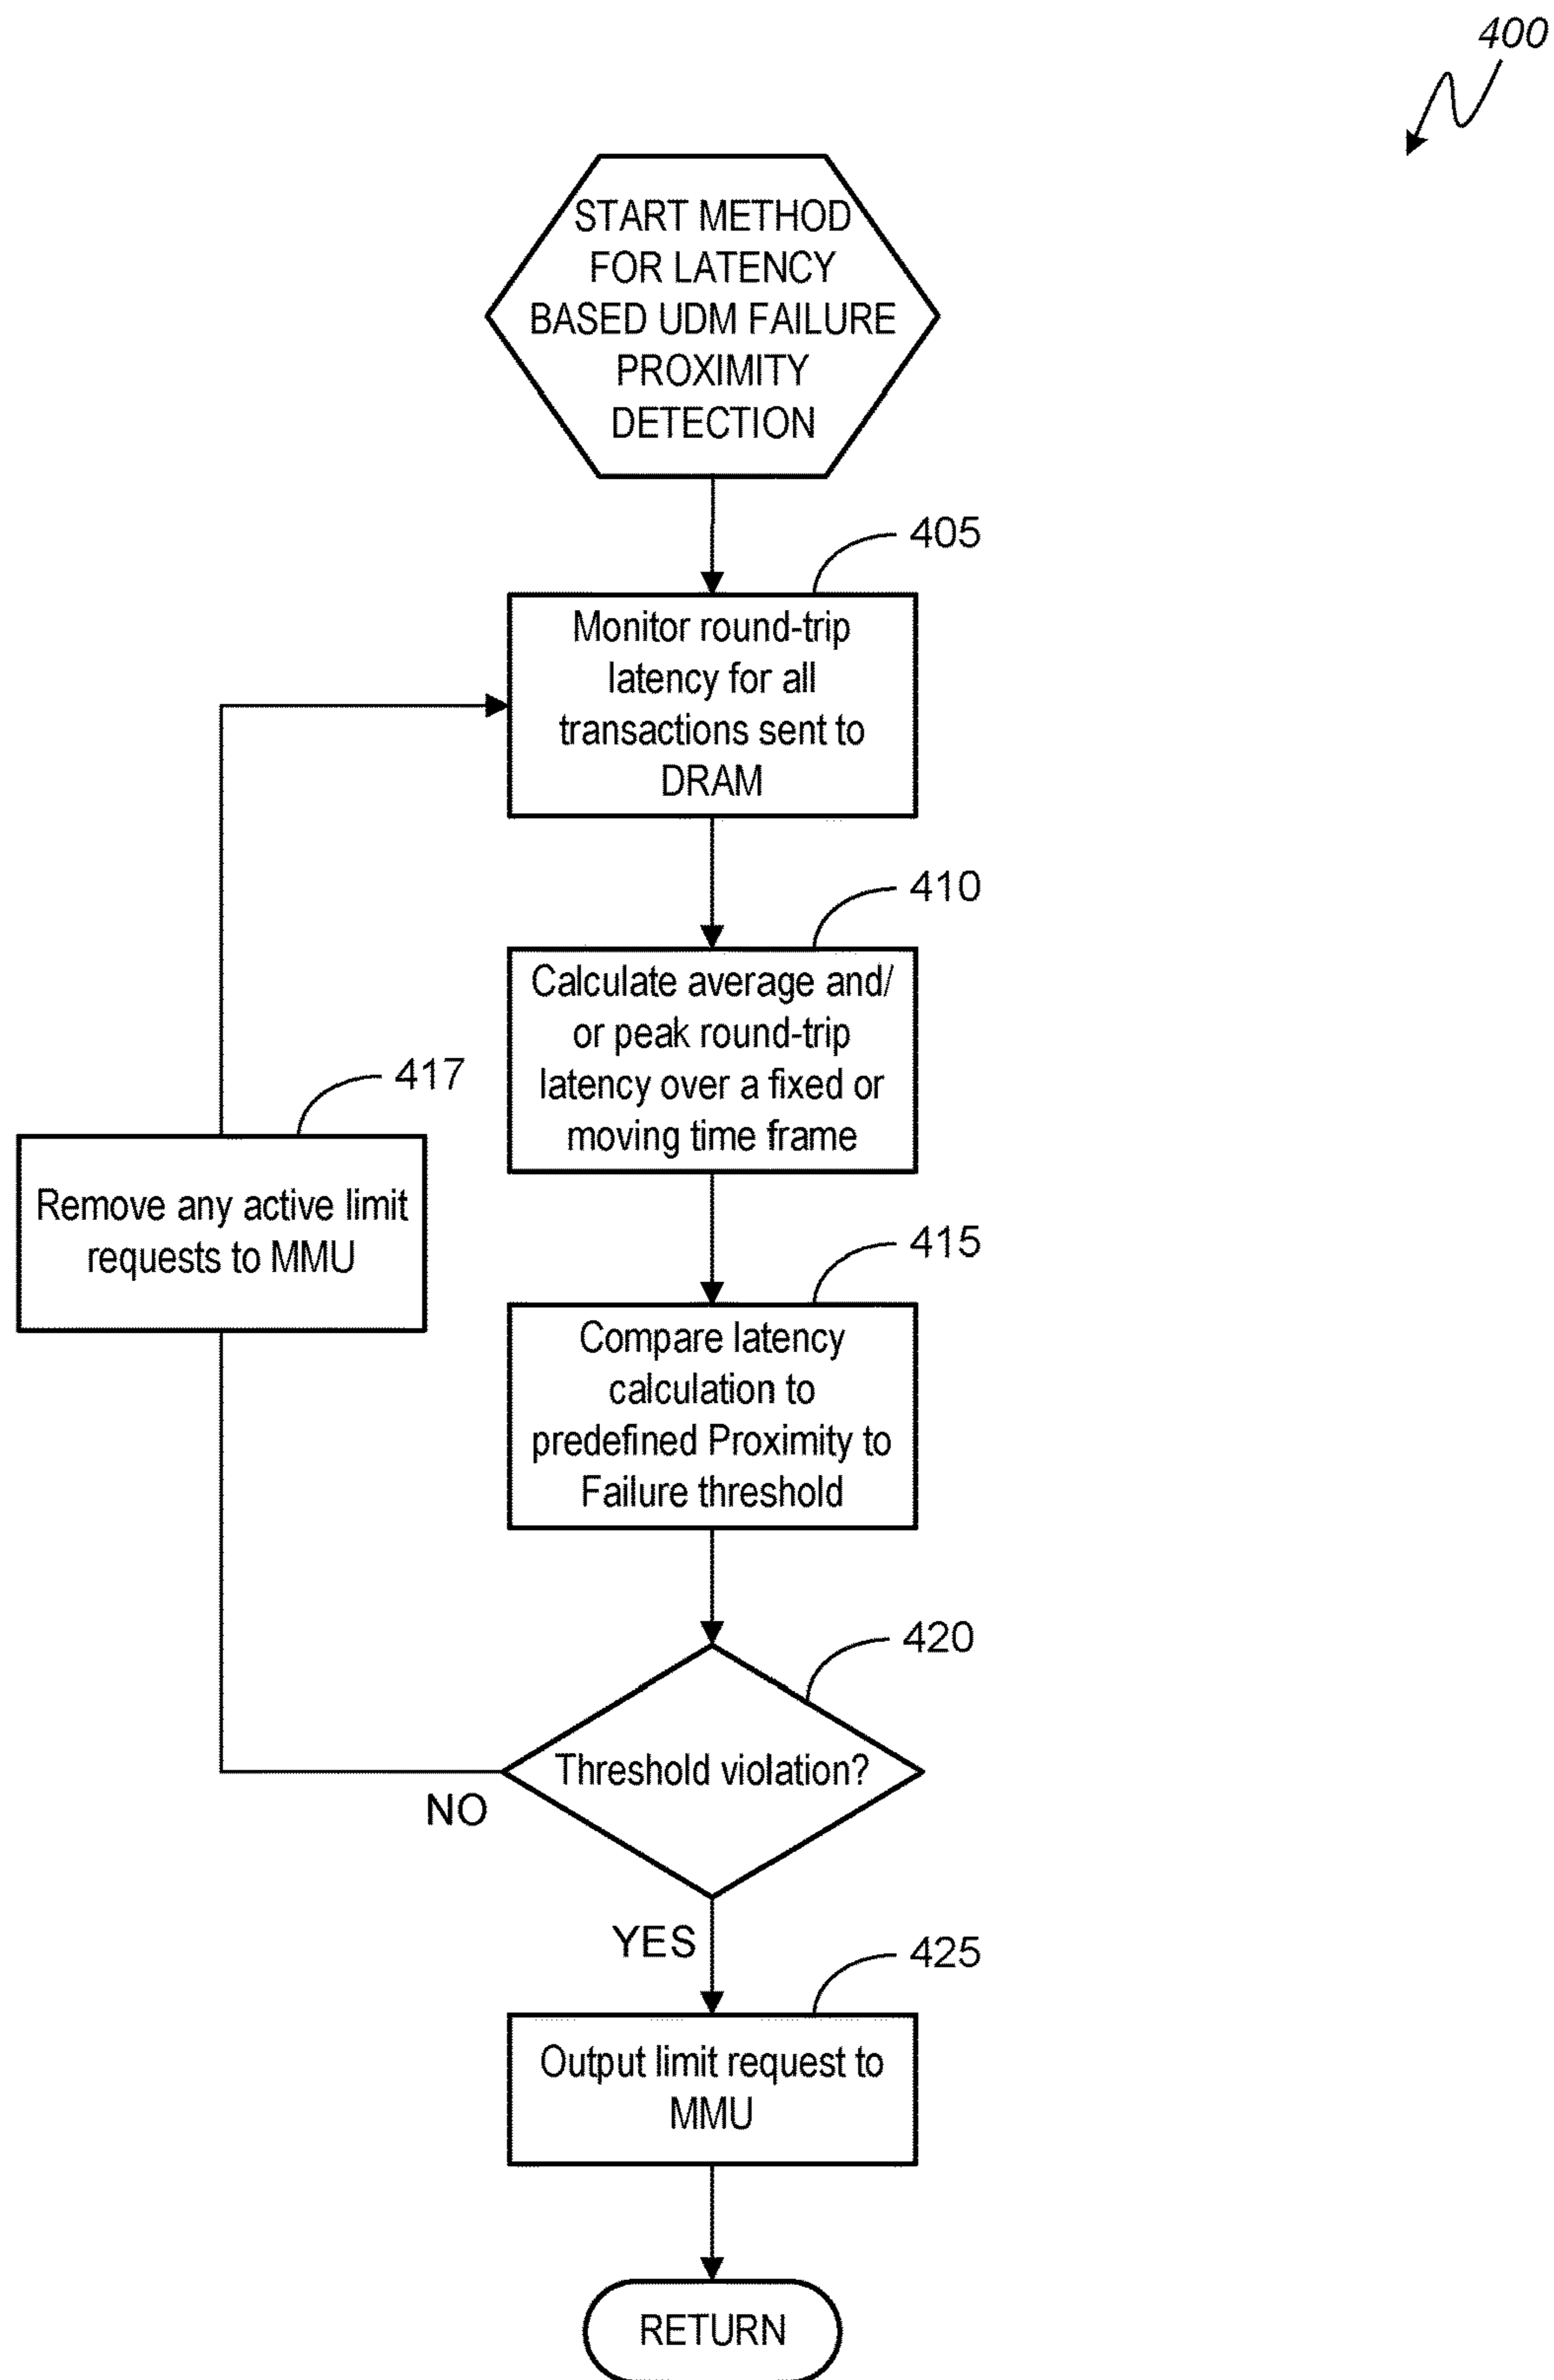 400
START METHOD
FOR LATENCY
BASED UDM FAILURE
PROXIMITY
DETECTION
405
Monitor round-trip
latency for all
transactions sent to
DRAM
410
Calculate average and/
or peak round-trip
latency over a fixed or
moving time frame
417
Remove any active limit
requests to MMU
415
Compare latency
calculation to
predefined Proximity to
Failure threshold
420
Threshold violation?
NO
YES
425
Output limit request to
MMU
RETURN